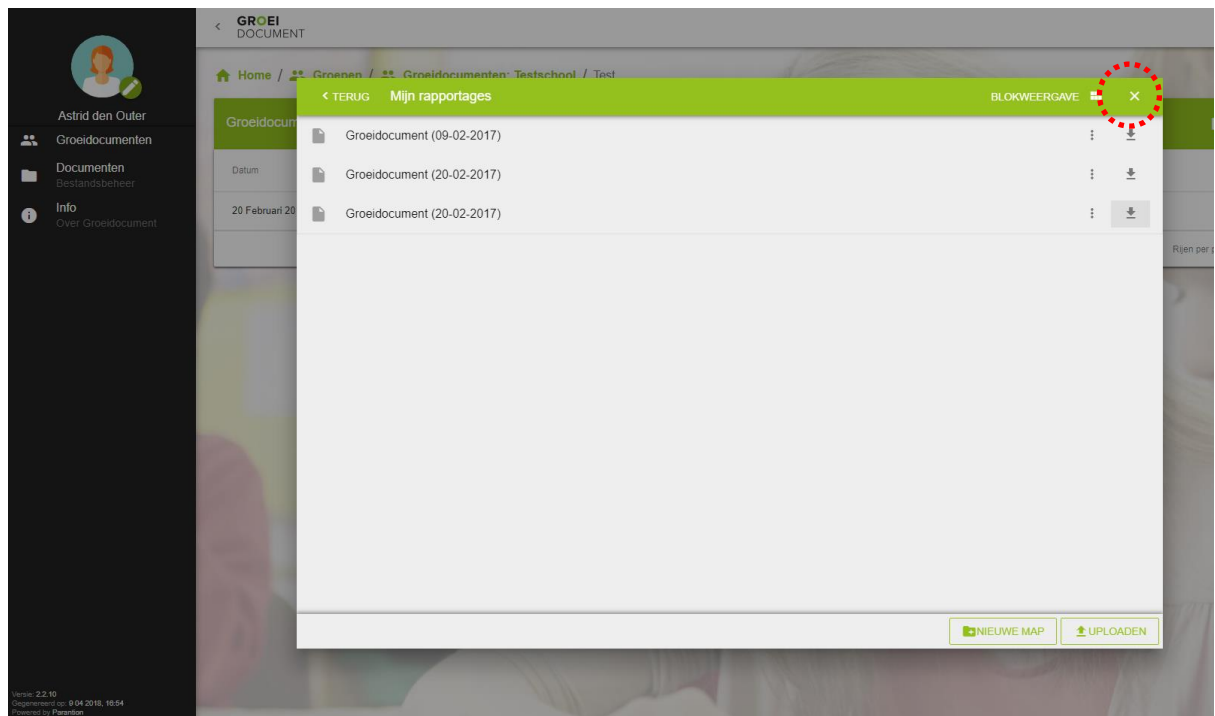 GROEI
DOCUMENT
Home / Groepen / Groeidocumenten: Testschool / Test
Astrid den Outer
Groeidocumenten
Documenten
Bestandsbeheer
Info
Over Groeidocument
Groeidocum
Datum
20 Februari 20
TERUG Mijn rapportages BLOKWEERGAVE
Groeidocument (09-02-2017)
Groeidocument (20-02-2017)
Groeidocument (20-02-2017)
Rijen per p
NIEUWE MAP UPLOADEN
Versie: 2.2.10
Gegenereerd op: 9 04 2018, 16:54
Powered by Parantion